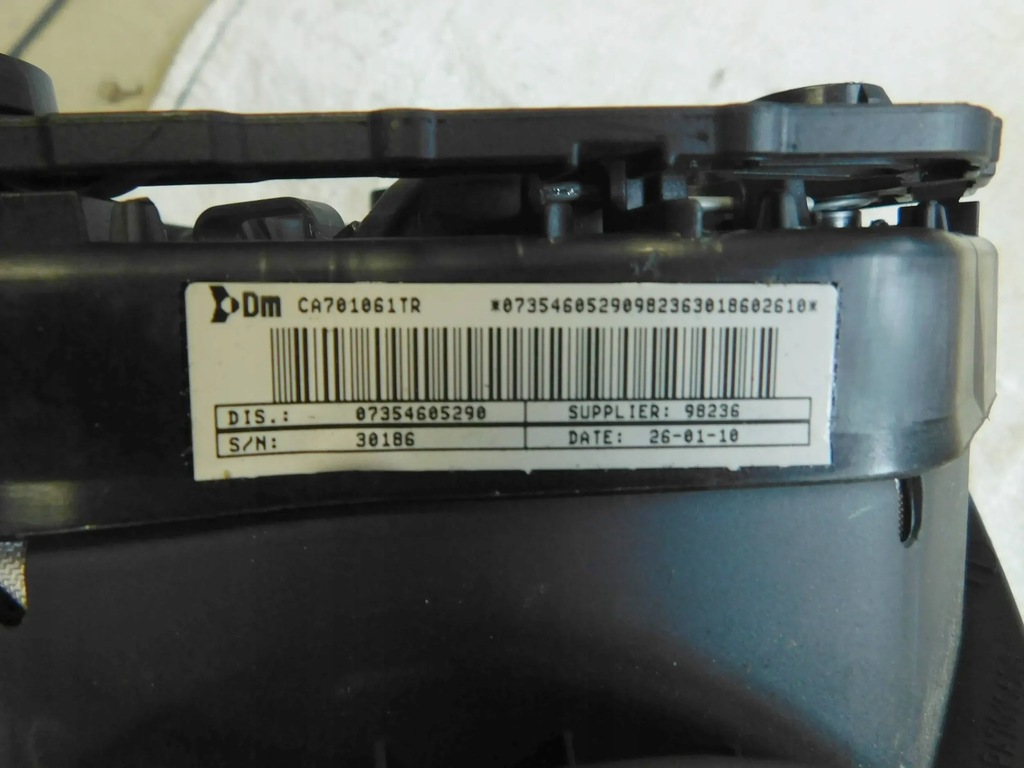 Dm CA701061TR *07354605290982363018602610*
DIS.: 07354605290 SUPPLIER: 98236
S/N: 30186 DATE: 26-01-10